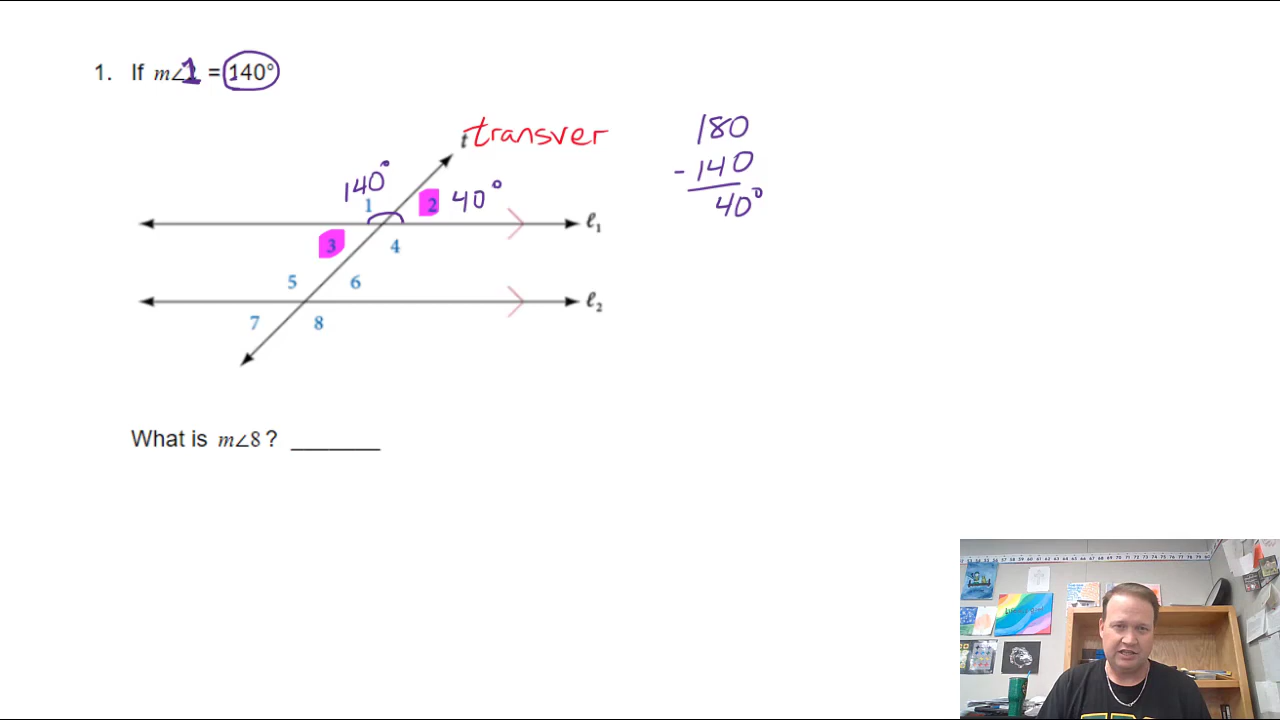 1. If m∠1 = 140°
t transver
180
- 140
40°
140°
1
2
40°
ℓ₁
3
4
5
6
ℓ₂
7
8
What is m∠8 ? ______